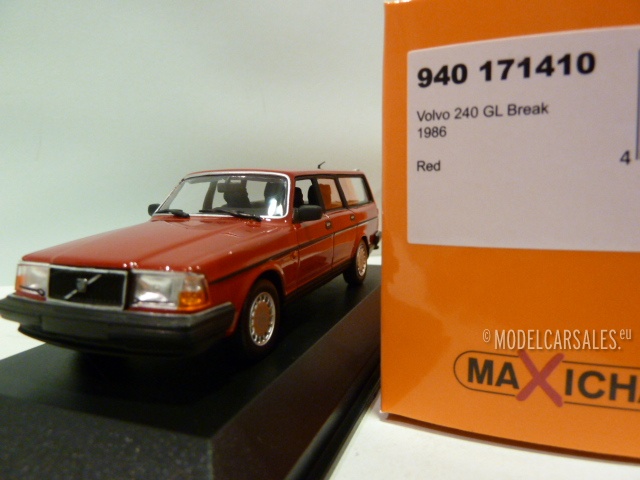 940 171410
Volvo 240 GL Break
1986
Red
4
© MODELCARSALES.eu
MAXICHA